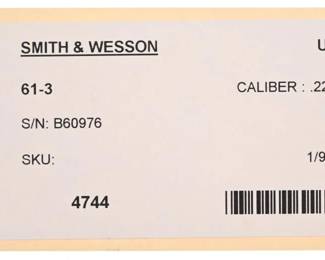 SMITH & WESSON U
61-3 CALIBER : .22
S/N: B60976
SKU: 1/9
4744